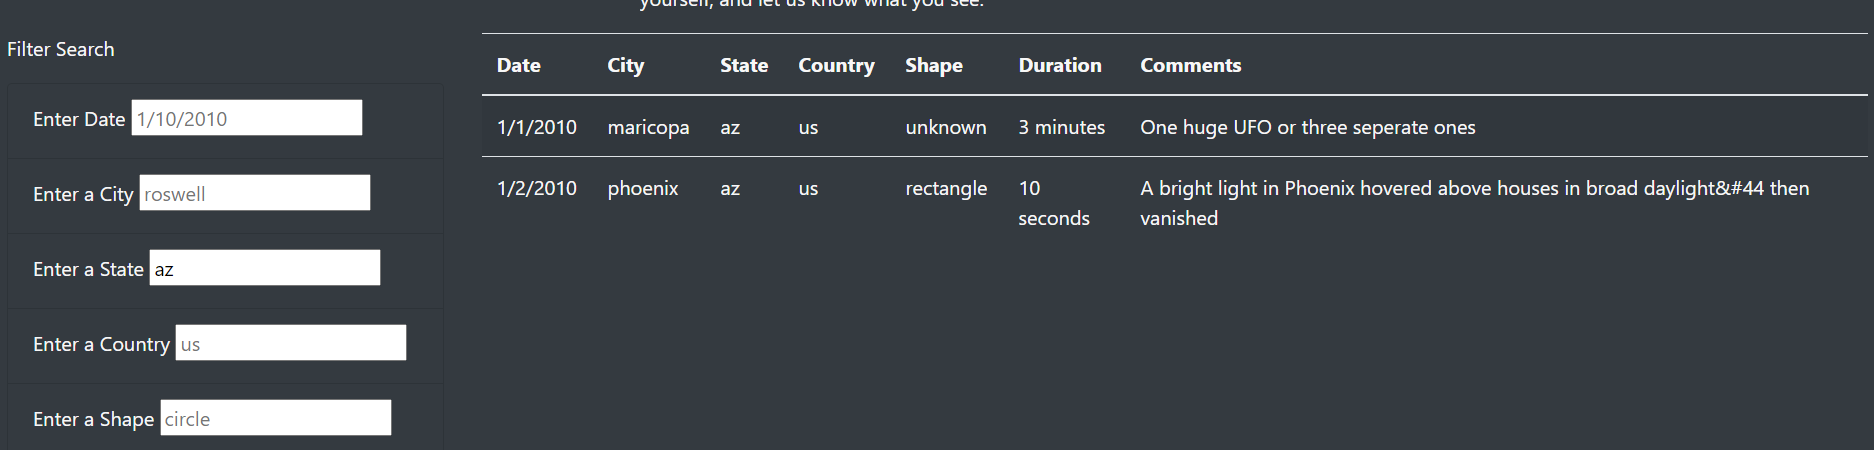 yourself, and let us know what you see.
Filter Search
Enter Date 1/10/2010
Enter a City roswell
Enter a State az
Enter a Country us
Enter a Shape circle
Date City State Country Shape Duration Comments
1/1/2010 maricopa az us unknown 3 minutes One huge UFO or three seperate ones
1/2/2010 phoenix az us rectangle 10 A bright light in Phoenix hovered above houses in broad daylight&#44 then
seconds vanished